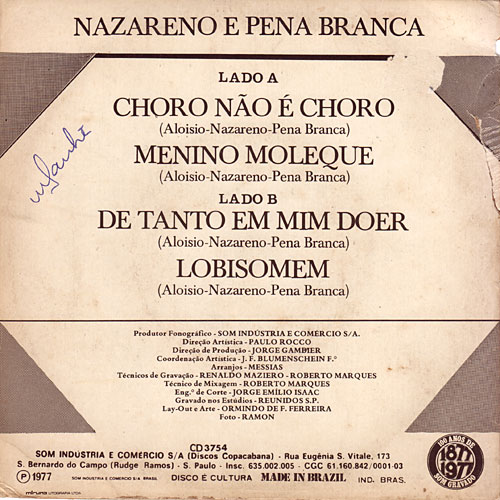 NAZARENO E PENA BRANCA
LADO A
CHORO NÃO É CHORO
(Aloisio-Nazareno-Pena Branca)
MENINO MOLEQUE
(Aloisio-Nazareno-Pena Branca)
LADO B
DE TANTO EM MIM DOER
(Aloisio-Nazareno-Pena Branca)
LOBISOMEM
(Aloisio-Nazareno-Pena Branca)
Produtor Fonográfico - SOM INDÚSTRIA E COMÉRCIO S/A.
Direção Artística - PAULO ROCCO
Direção de Produção - JORGE GAMBIER
Coordenação Artística - J. F. BLUMENSCHEIN F.º
Arranjos - MESSIAS
Técnicos de Gravação - RENALDO MAZIERO - ROBERTO MARQUES
Técnico de Mixagem - ROBERTO MARQUES
Eng.º de Corte - JORGE EMÍLIO ISAAC
Gravado nos Estúdios - REUNIDOS S.P.
Lay-Out e Arte - ORMINDO DE F. FERREIRA
Foto - RAMON
CD 3754
SOM INDÚSTRIA E COMÉRCIO S/A (Discos Copacabana) - Rua Eugênia S. Vitale, 173
S. Bernardo do Campo (Rudge Ramos) - S. Paulo - Insc. 635.002.005 - CGC 61.160.842/0001-03
Ⓟ 1977 SOM INDÚSTRIA E COMÉRCIO S/A. BRASIL DISCO É CULTURA MADE IN BRAZIL IND. BRAS.
100 ANOS DE
1877
1977
SOM GRAVADO